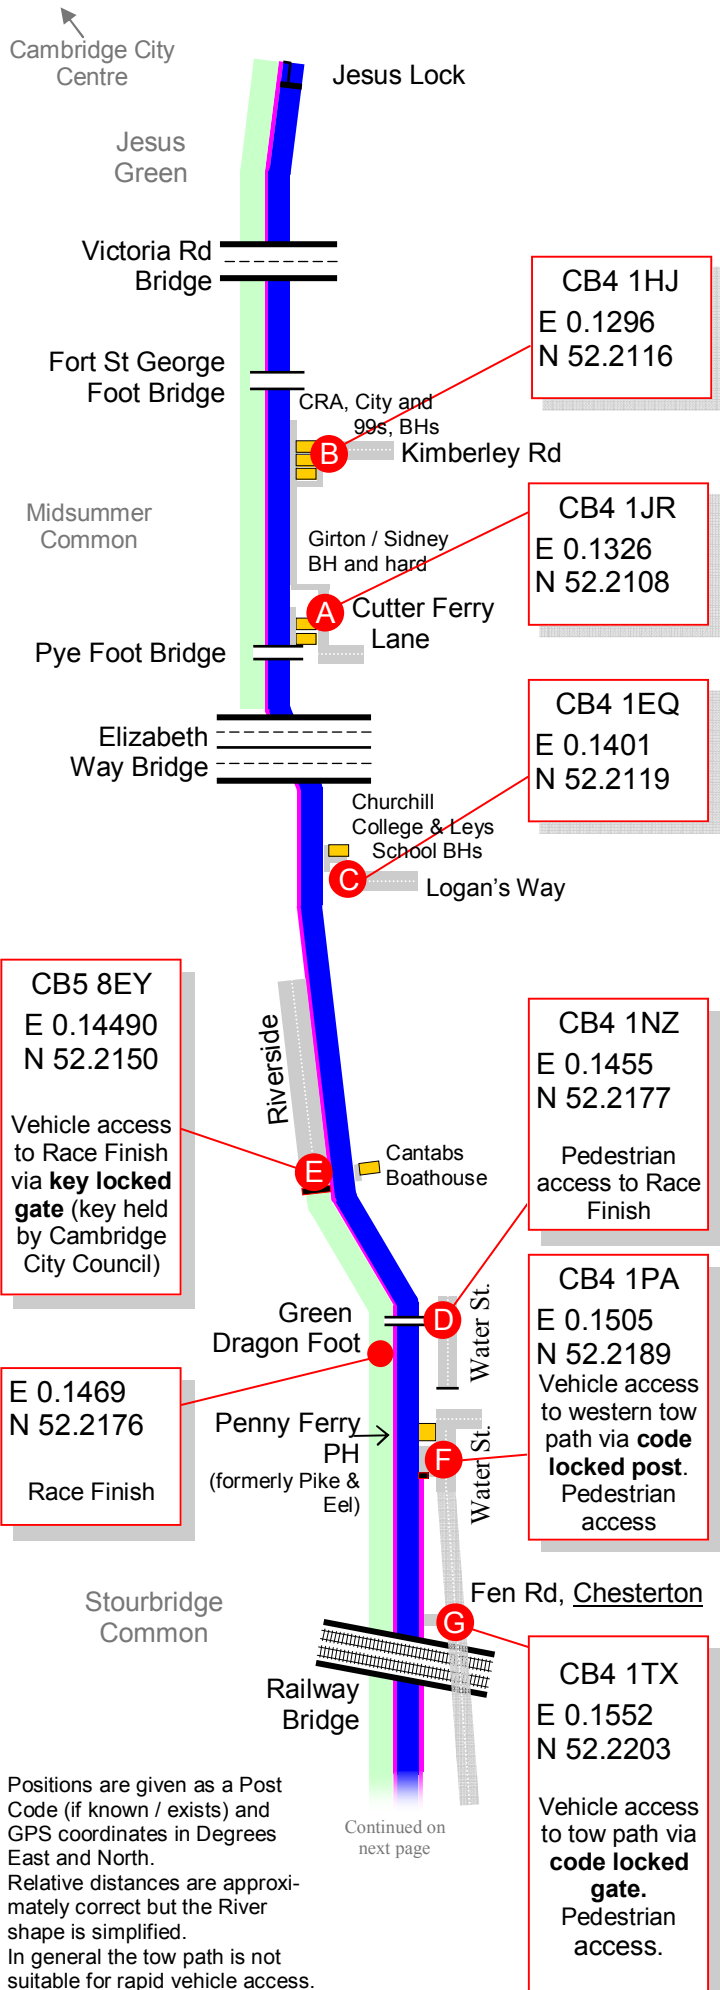 Cambridge City
Centre
Jesus Lock
Jesus
Green
Victoria Rd
Bridge
CB4 1HJ
E 0.1296
N 52.2116
Fort St George
Foot Bridge
CRA, City and
99s, BHs
B
Kimberley Rd
Midsummer
Common
CB4 1JR
E 0.1326
N 52.2108
Girton / Sidney
BH and hard
A
Cutter Ferry
Lane
Pye Foot Bridge
CB4 1EQ
E 0.1401
N 52.2119
Elizabeth
Way Bridge
Churchill
College & Leys
School BHs
C
Logan's Way
CB5 8EY
E 0.14490
N 52.2150
Vehicle access
to Race Finish
via key locked
gate (key held
by Cambridge
City Council)
Riverside
E
Cantabs
Boathouse
CB4 1NZ
E 0.1455
N 52.2177
Pedestrian
access to Race
Finish
Green
Dragon Foot
D
Water St.
CB4 1PA
E 0.1505
N 52.2189
Vehicle access
to western tow
path via code
locked post.
Pedestrian
access
E 0.1469
N 52.2176
Race Finish
Penny Ferry
PH
(formerly Pike &
Eel)
F
Water St.
Stourbridge
Common
Fen Rd, Chesterton
G
Railway
Bridge
CB4 1TX
E 0.1552
N 52.2203
Vehicle access
to tow path via
code locked
gate.
Pedestrian
access.
Continued on
next page
Positions are given as a Post
Code (if known / exists) and
GPS coordinates in Degrees
East and North.
Relative distances are approxi-
mately correct but the River
shape is simplified.
In general the tow path is not
suitable for rapid vehicle access.